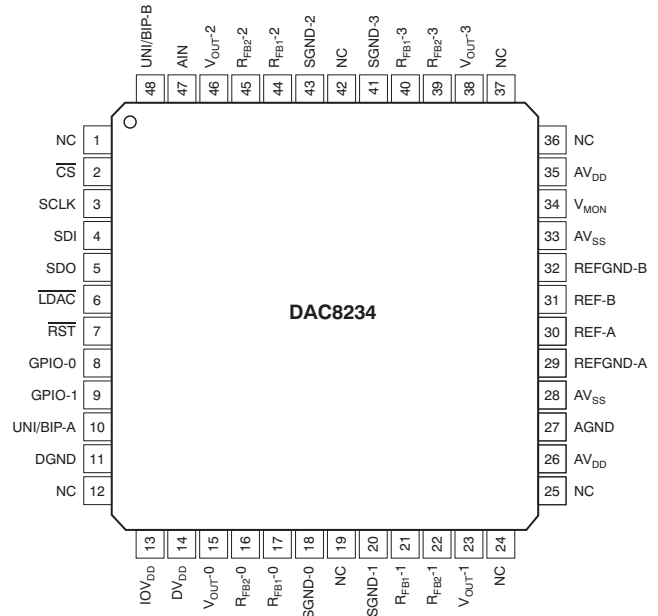 UNI/BIP-B
AIN
VOUT-2
RFB2-2
RFB1-2
SGND-2
NC
SGND-3
RFB1-3
RFB2-3
VOUT-3
NC
48 47 46 45 44 43 42 41 40 39 38 37
NC 1
CS 2
SCLK 3
SDI 4
SDO 5
LDAC 6
RST 7
GPIO-0 8
GPIO-1 9
UNI/BIP-A 10
DGND 11
NC 12
DAC8234
36 NC
35 AVDD
34 VMON
33 AVSS
32 REFGND-B
31 REF-B
30 REF-A
29 REFGND-A
28 AVSS
27 AGND
26 AVDD
25 NC
13 14 15 16 17 18 19 20 21 22 23 24
IOVDD
DVDD
VOUT-0
RFB2-0
RFB1-0
SGND-0
NC
SGND-1
RFB1-1
RFB2-1
VOUT-1
NC